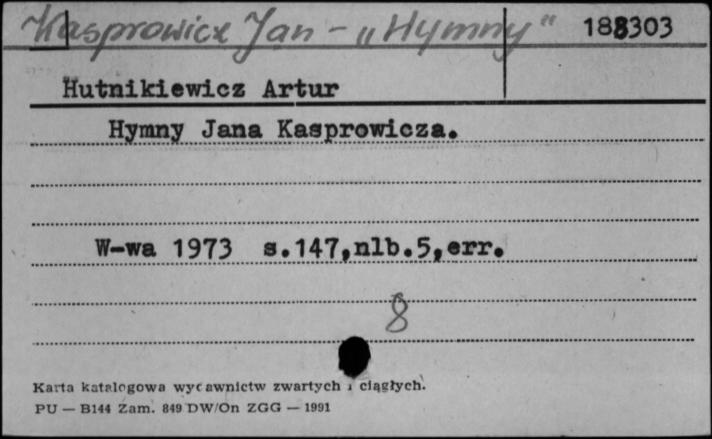 Kasprowicz Jan - „Hymny" 188303
Hutnikiewicz Artur
Hymny Jana Kasprowicza.
W-wa 1973 s.147,nlb.5,err.
8
Karta katalogowa wydawnictw zwartych i ciągłych.
PU — B144 Zam. 849 DW/On ZGG — 1991